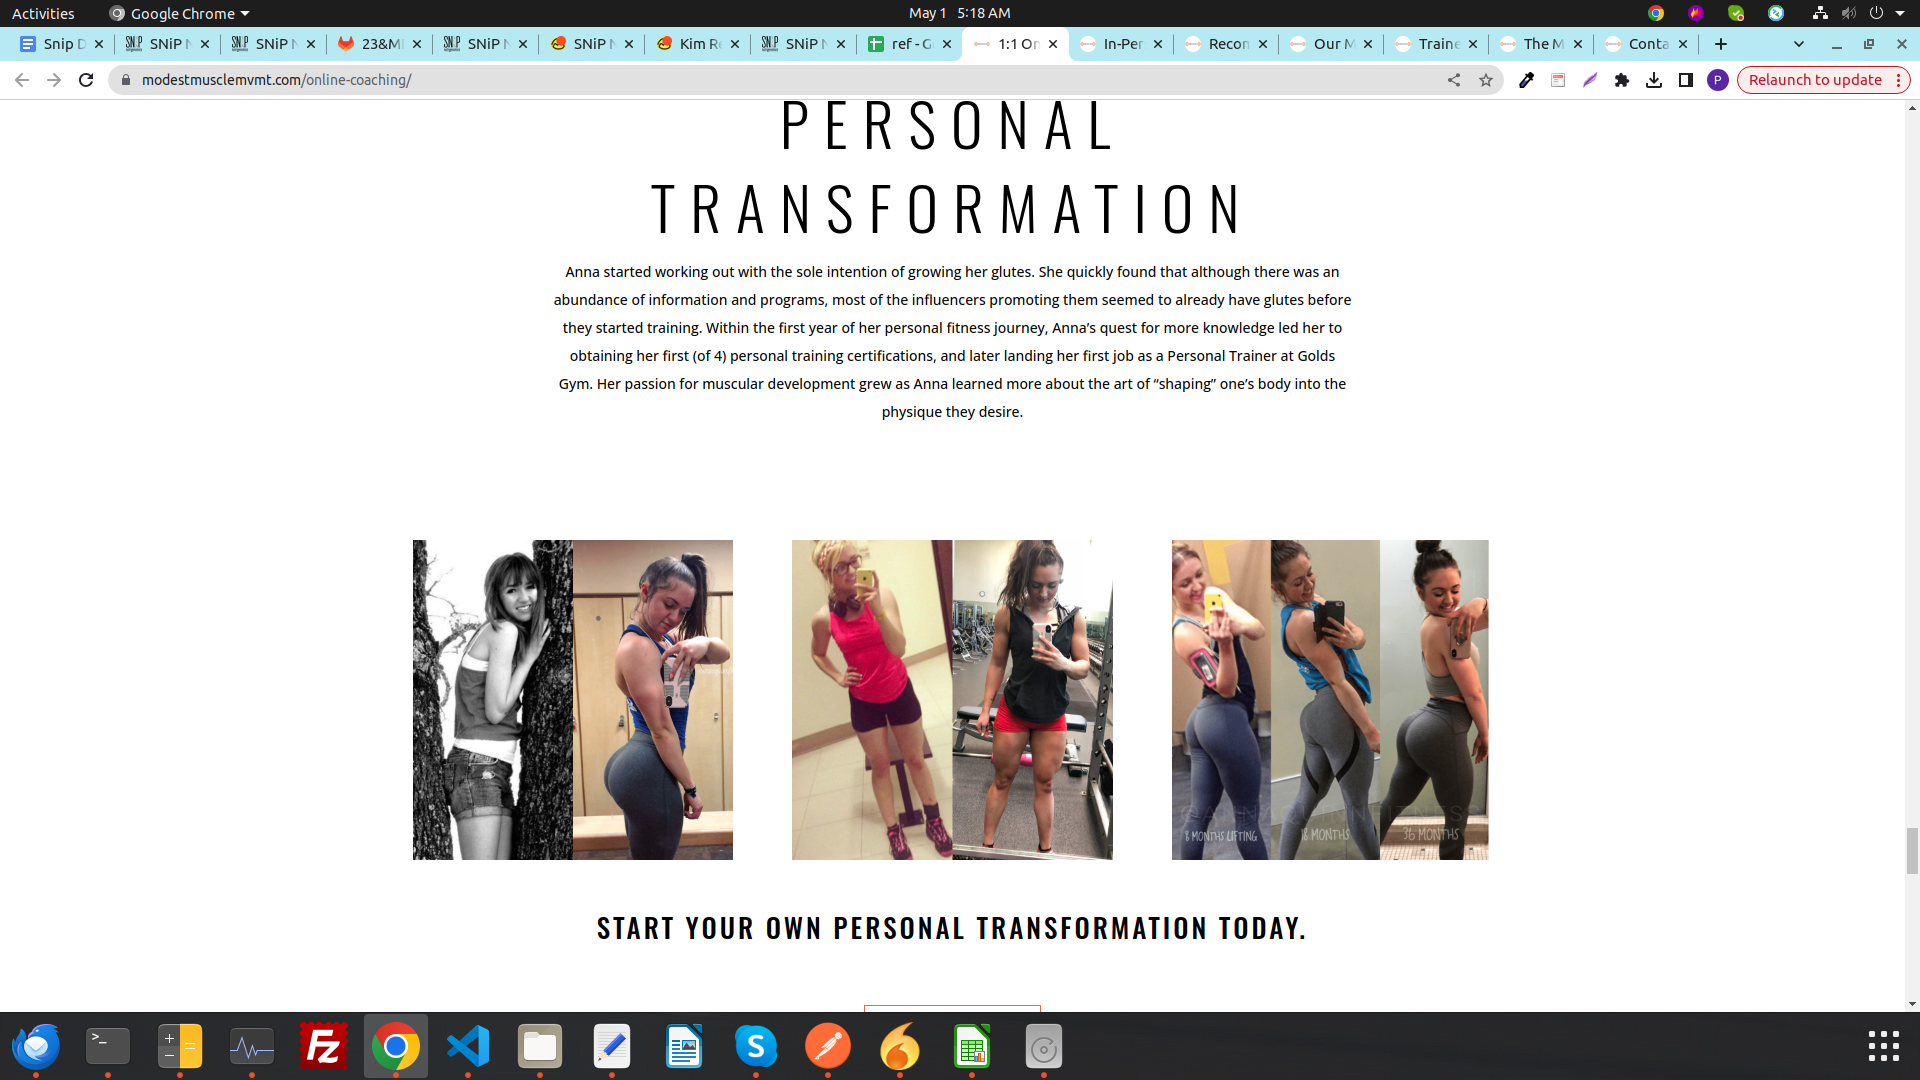 Activities
Google Chrome
May 1 5:18 AM
Snip D
SNiP N
SNiP N
23&M
SNiP N
SNiP N
Kim R
SNiP N
ref - G
1:1 On
In-Per
Recom
Our M
Traine
The M
Conta
modestmusclemvmt.com/online-coaching/
P
Relaunch to update
PERSONAL
TRANSFORMATION
Anna started working out with the sole intention of growing her glutes. She quickly found that although there was an
abundance of information and programs, most of the influencers promoting them seemed to already have glutes before
they started training. Within the first year of her personal fitness journey, Anna’s quest for more knowledge led her to
obtaining her first (of 4) personal training certifications, and later landing her first job as a Personal Trainer at Golds
Gym. Her passion for muscular development grew as Anna learned more about the art of “shaping” one’s body into the
physique they desire.
8 MONTHS LIFTING
18 MONTHS
36 MONTHS
START YOUR OWN PERSONAL TRANSFORMATION TODAY.